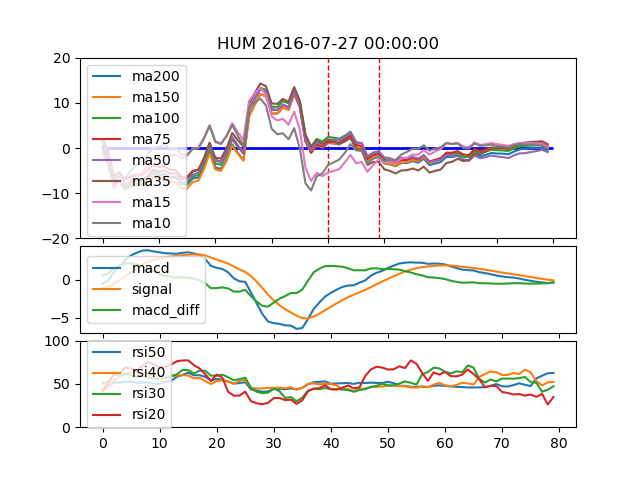 HUM 2016-07-27 00:00:00
20
10
0
−10
−20
ma200
ma150
ma100
ma75
ma50
ma35
ma15
ma10
0
−5
macd
signal
macd_diff
100
50
0
rsi50
rsi40
rsi30
rsi20
0 10 20 30 40 50 60 70 80